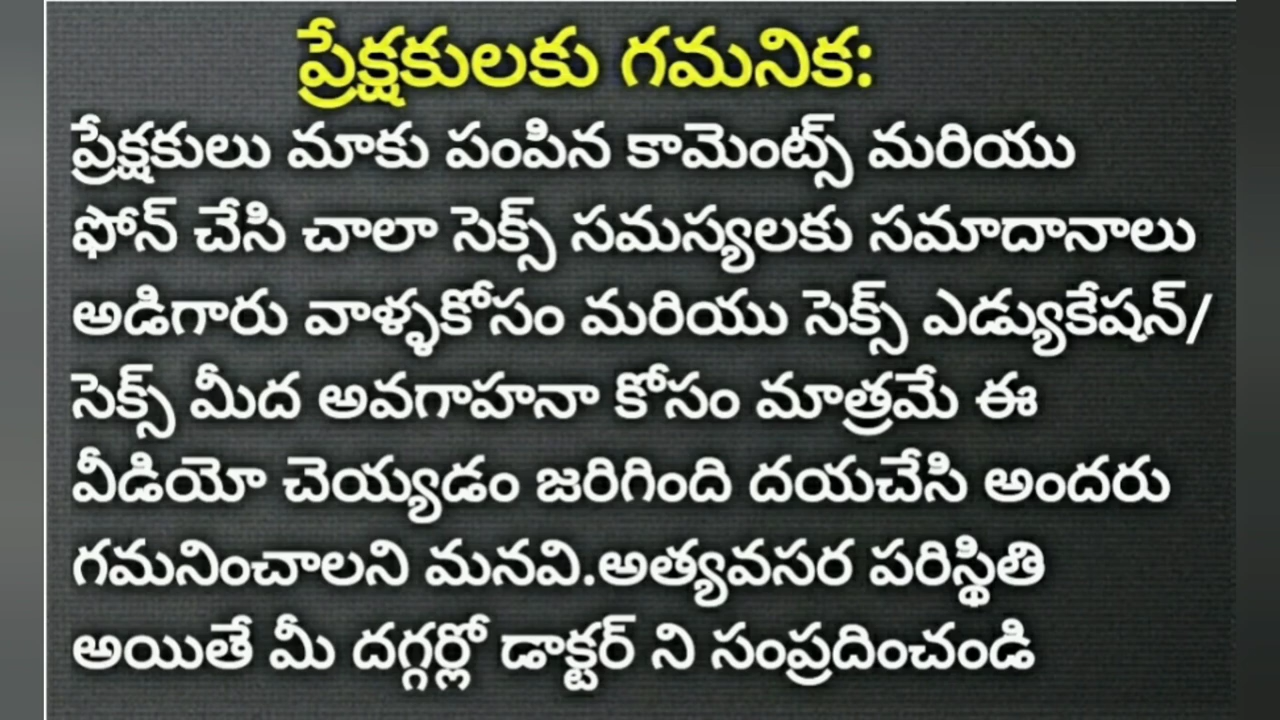 ప్రేక్షకులకు గమనిక:
ప్రేక్షకులు మాకు పంపిన కామెంట్స్ మరియు
ఫోన్ చేసి చాలా సెక్స్ సమస్యలకు సమాదానాలు
అడిగారు వాళ్ళకోసం మరియు సెక్స్ ఎడ్యుకేషన్/
సెక్స్ మీద అవగాహనా కోసం మాత్రమే ఈ
వీడియో చెయ్యడం జరిగింది దయచేసి అందరు
గమనించాలని మనవి.అత్యవసర పరిస్థితి
అయితే మీ దగ్గర్లో డాక్టర్ ని సంప్రదించండి